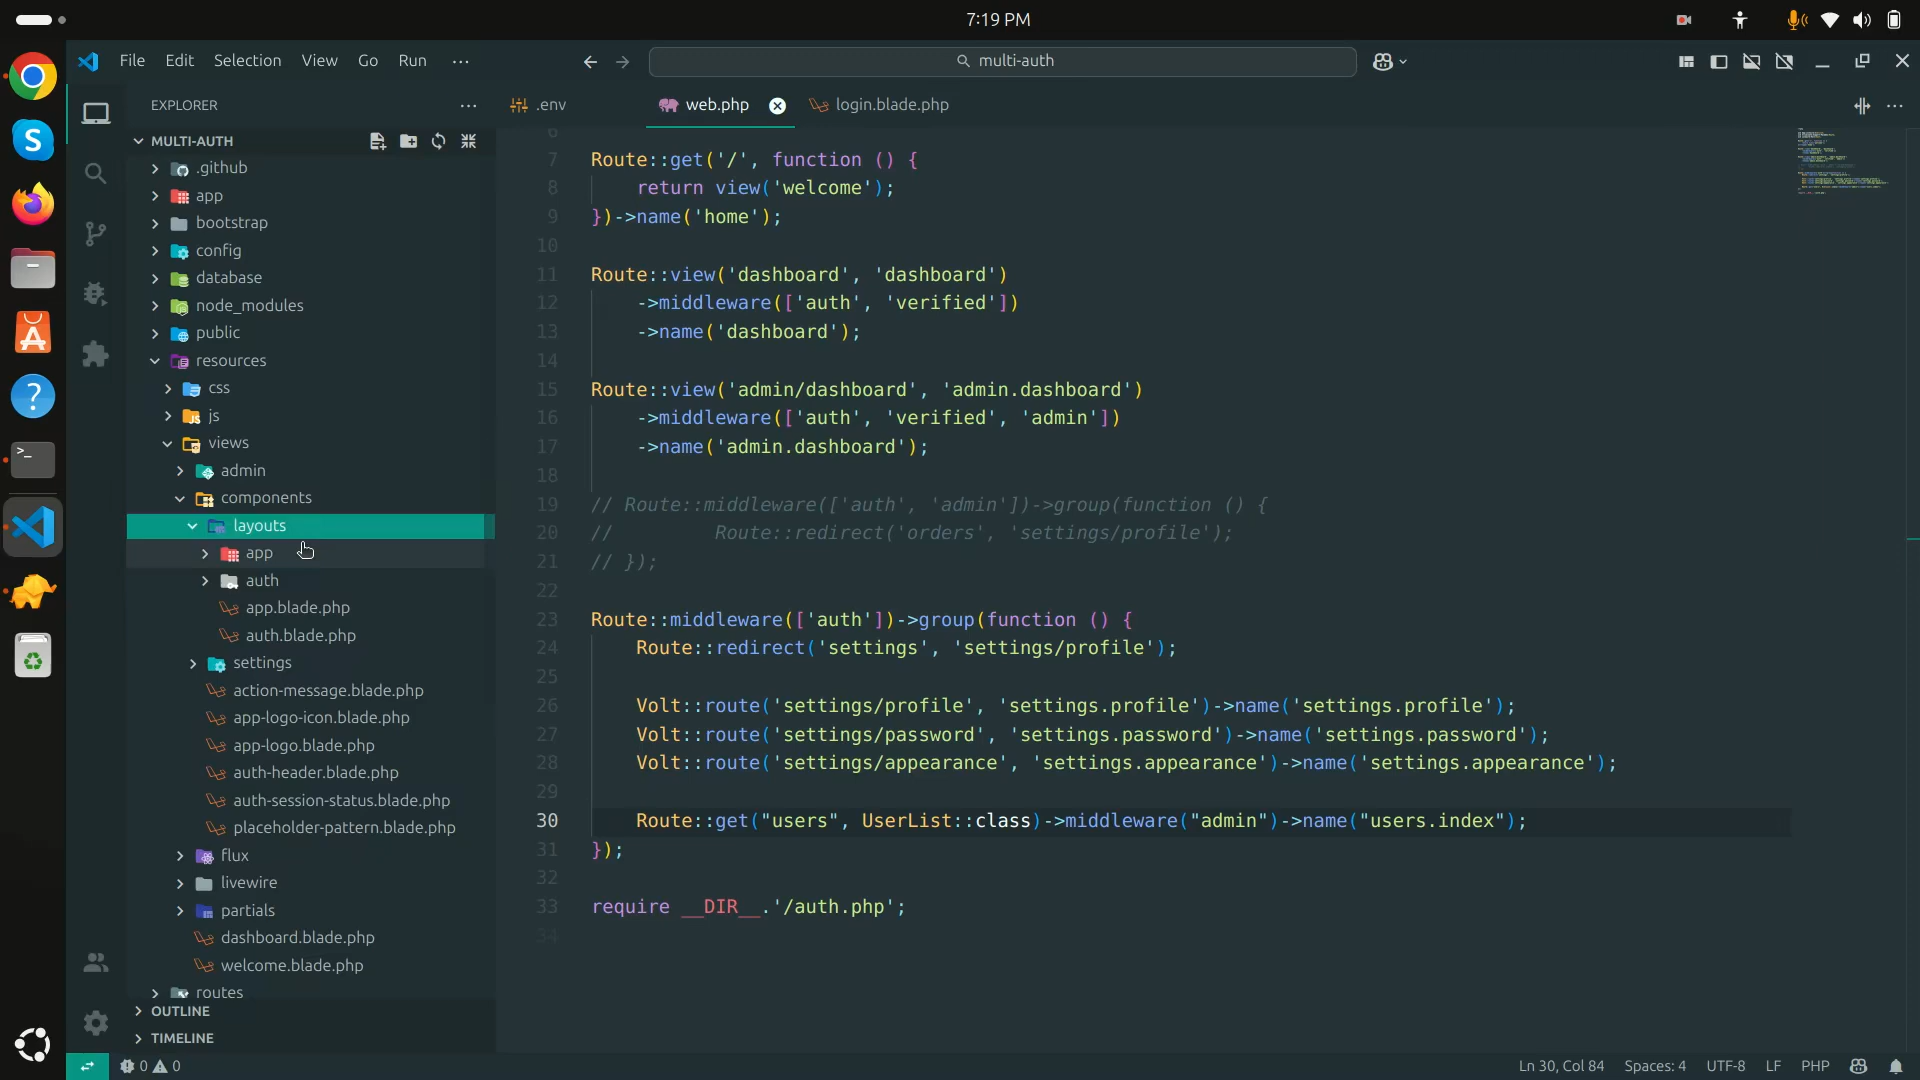 7:19 PM
File Edit Selection View Go Run ...
multi-auth
EXPLORER ...
.env web.php login.blade.php ...
MULTI-AUTH
.github
app
bootstrap
config
database
node_modules
public
resources
css
js
views
admin
components
layouts
app
auth
app.blade.php
auth.blade.php
settings
action-message.blade.php
app-logo-icon.blade.php
app-logo.blade.php
auth-header.blade.php
auth-session-status.blade.php
placeholder-pattern.blade.php
flux
livewire
partials
dashboard.blade.php
welcome.blade.php
routes
OUTLINE
TIMELINE
6
7 Route::get('/', function () {
8     return view('welcome');
9 })->name('home');
10
11 Route::view('dashboard', 'dashboard')
12     ->middleware(['auth', 'verified'])
13     ->name('dashboard');
14
15 Route::view('admin/dashboard', 'admin.dashboard')
16     ->middleware(['auth', 'verified', 'admin'])
17     ->name('admin.dashboard');
18
19 // Route::middleware(['auth', 'admin'])->group(function () {
20 //         Route::redirect('orders', 'settings/profile');
21 // });
22
23 Route::middleware(['auth'])->group(function () {
24     Route::redirect('settings', 'settings/profile');
25
26     Volt::route('settings/profile', 'settings.profile')->name('settings.profile');
27     Volt::route('settings/password', 'settings.password')->name('settings.password');
28     Volt::route('settings/appearance', 'settings.appearance')->name('settings.appearance');
29
30     Route::get("users", UserList::class)->middleware("admin")->name("users.index");
31 });
32
33 require __DIR__.'/auth.php';
34
0 0 Ln 30, Col 84 Spaces: 4 UTF-8 LF PHP